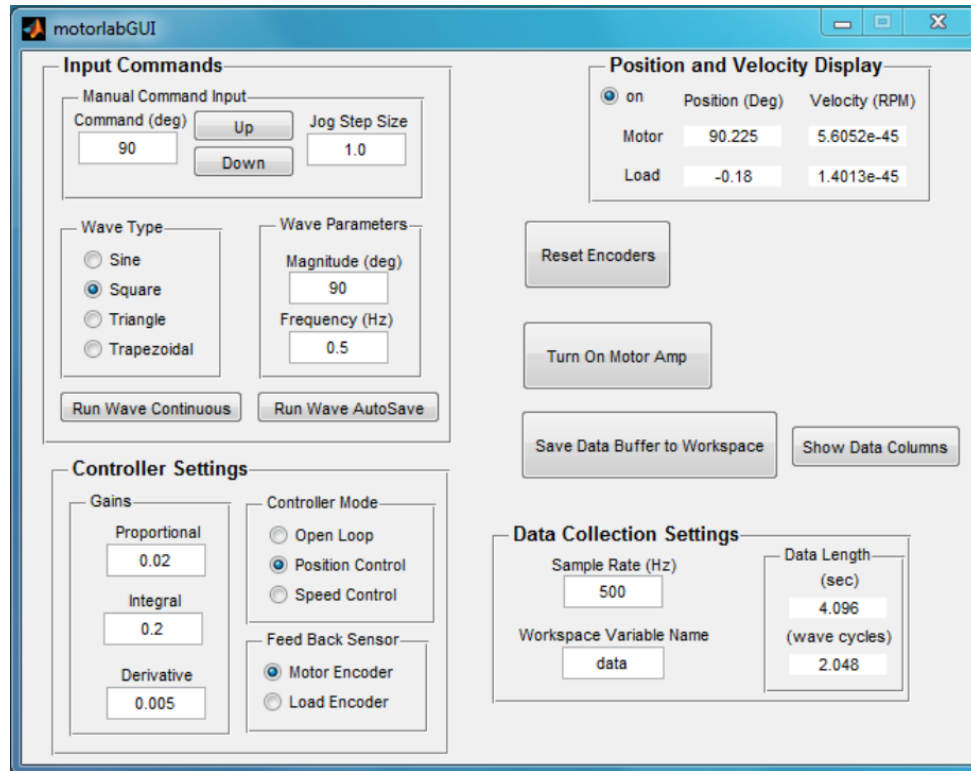 motorlabGUI
Input Commands
Manual Command Input
Command (deg)
90
Up
Down
Jog Step Size
1.0
Wave Type
Sine
Square
Triangle
Trapezoidal
Wave Parameters
Magnitude (deg)
90
Frequency (Hz)
0.5
Run Wave Continuous
Run Wave AutoSave
Controller Settings
Gains
Proportional
0.02
Integral
0.2
Derivative
0.005
Controller Mode
Open Loop
Position Control
Speed Control
Feed Back Sensor
Motor Encoder
Load Encoder
Position and Velocity Display
on Position (Deg) Velocity (RPM)
Motor 90.225 5.6052e-45
Load -0.18 1.4013e-45
Reset Encoders
Turn On Motor Amp
Save Data Buffer to Workspace
Show Data Columns
Data Collection Settings
Sample Rate (Hz)
500
Workspace Variable Name
data
Data Length
(sec)
4.096
(wave cycles)
2.048